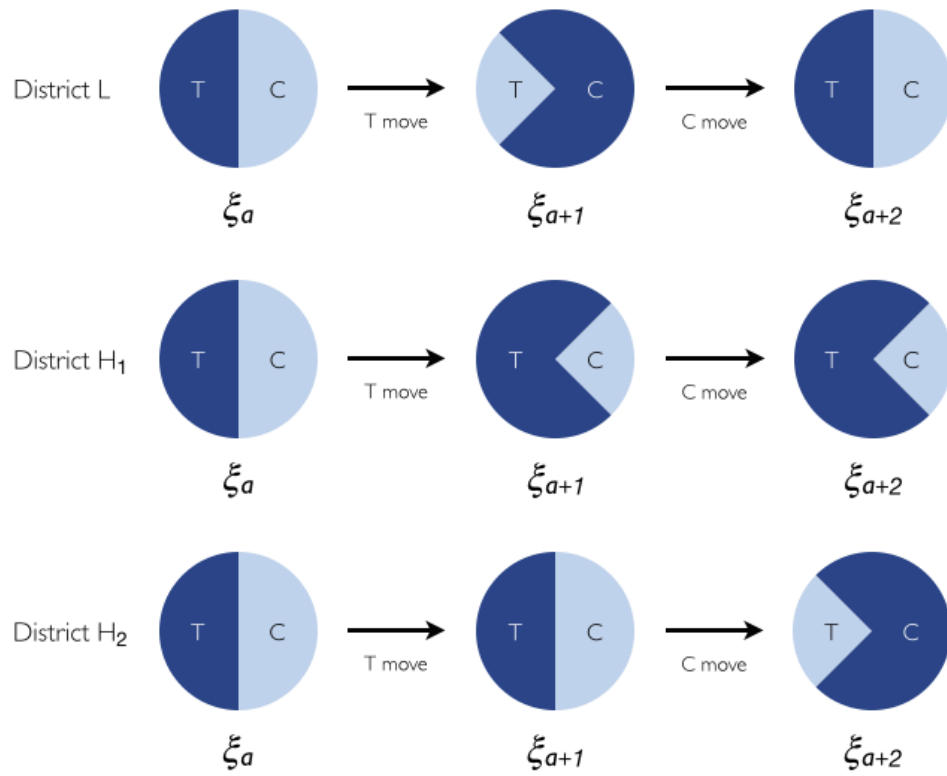 District L
T C
T move
T C
C move
T C
ξa
ξa+1
ξa+2
District H1
T C
T move
T C
C move
T C
ξa
ξa+1
ξa+2
District H2
T C
T move
T C
C move
T C
ξa
ξa+1
ξa+2